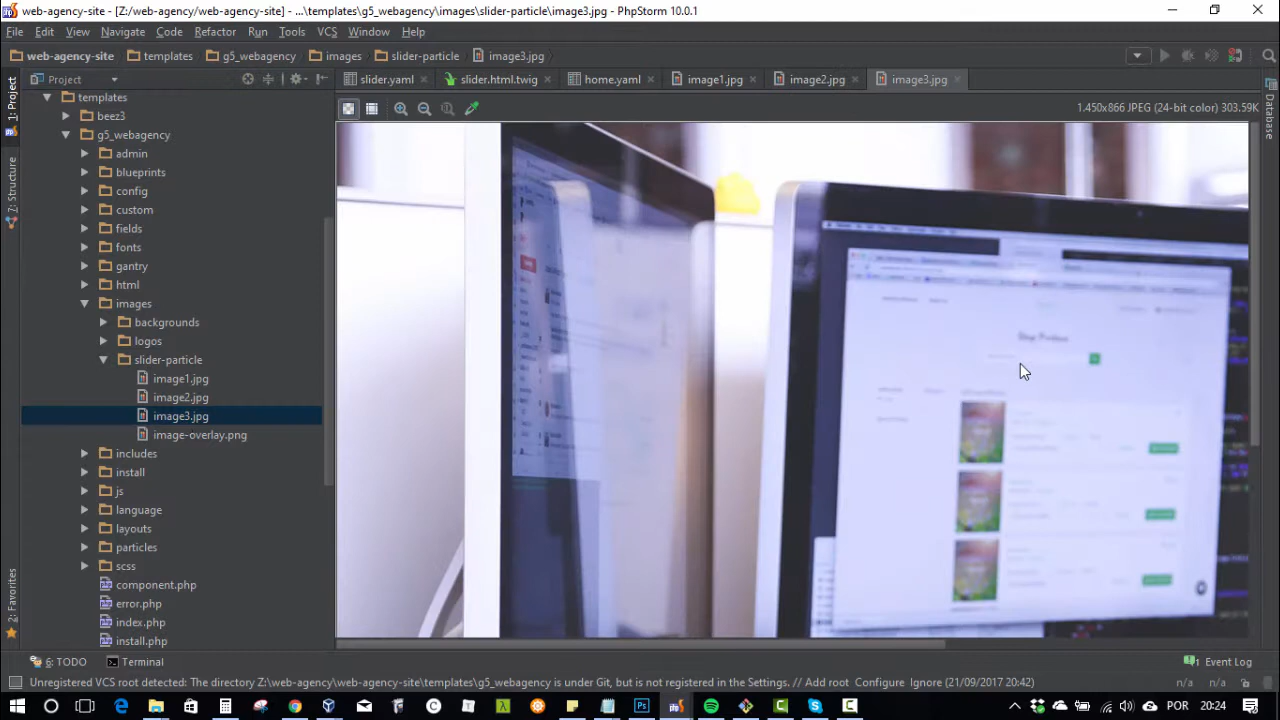 web-agency-site - [Z:/web-agency/web-agency-site] - ...\templates\g5_webagency\images\slider-particle\image3.jpg - PhpStorm 10.0.1
File Edit View Navigate Code Refactor Run Tools VCS Window Help
web-agency-site templates g5_webagency images slider-particle image3.jpg
1: Project
Project
slider.yaml slider.html.twig home.yaml image1.jpg image2.jpg image3.jpg
Database
1.450x866 JPEG (24-bit color) 303.59K
templates
beez3
g5_webagency
admin
blueprints
config
custom
fields
fonts
gantry
html
images
backgrounds
logos
slider-particle
image1.jpg
image2.jpg
image3.jpg
image-overlay.png
includes
install
js
language
layouts
particles
scss
component.php
error.php
index.php
install.php
7: Structure
2: Favorites
6: TODO Terminal Event Log
Unregistered VCS root detected: The directory Z:\web-agency\web-agency-site\templates\g5_webagency is under Git, but is not registered in the Settings. // Add root Configure Ignore (21/09/2017 20:42) n/a n/a
POR 20:24